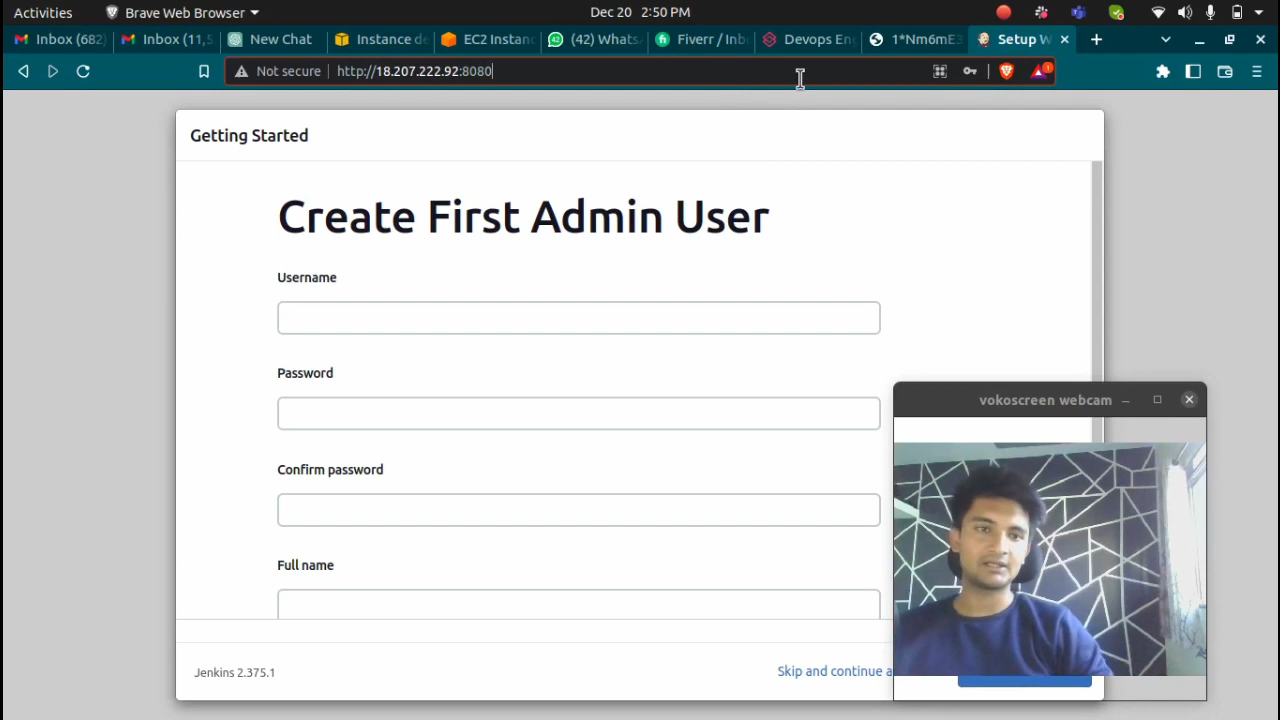 Activities Brave Web Browser Dec 20 2:50 PM
Inbox (682) Inbox (11,5 New Chat Instance de EC2 Instan (42) Whats Fiverr / Inb Devops En 1*Nm6mE3 Setup W
Not secure http://18.207.222.92:8080
Getting Started
Create First Admin User
Username
Password
Confirm password
Full name
vokoscreen webcam
Jenkins 2.375.1
Skip and continue a